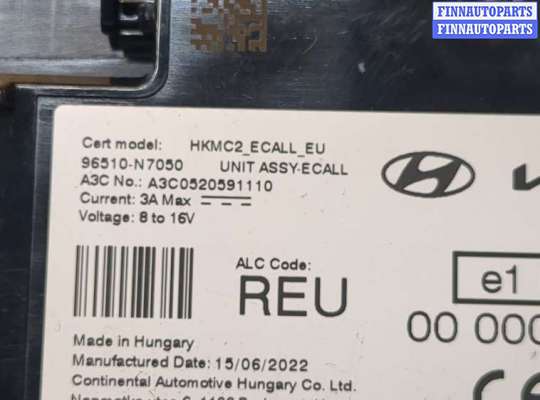 FINNAUTOPARTS
FINNAUTOPARTS
Cert model: HKMC2_ECALL_EU
96510-N7050 UNIT ASSY-ECALL
A3C No.: A3C0520591110
Current: 3A Max
Voltage: 8 to 16V
ALC Code:
REU
e1
00 000
Made in Hungary
Manufactured Date: 15/06/2022
Continental Automotive Hungary Co. Ltd.